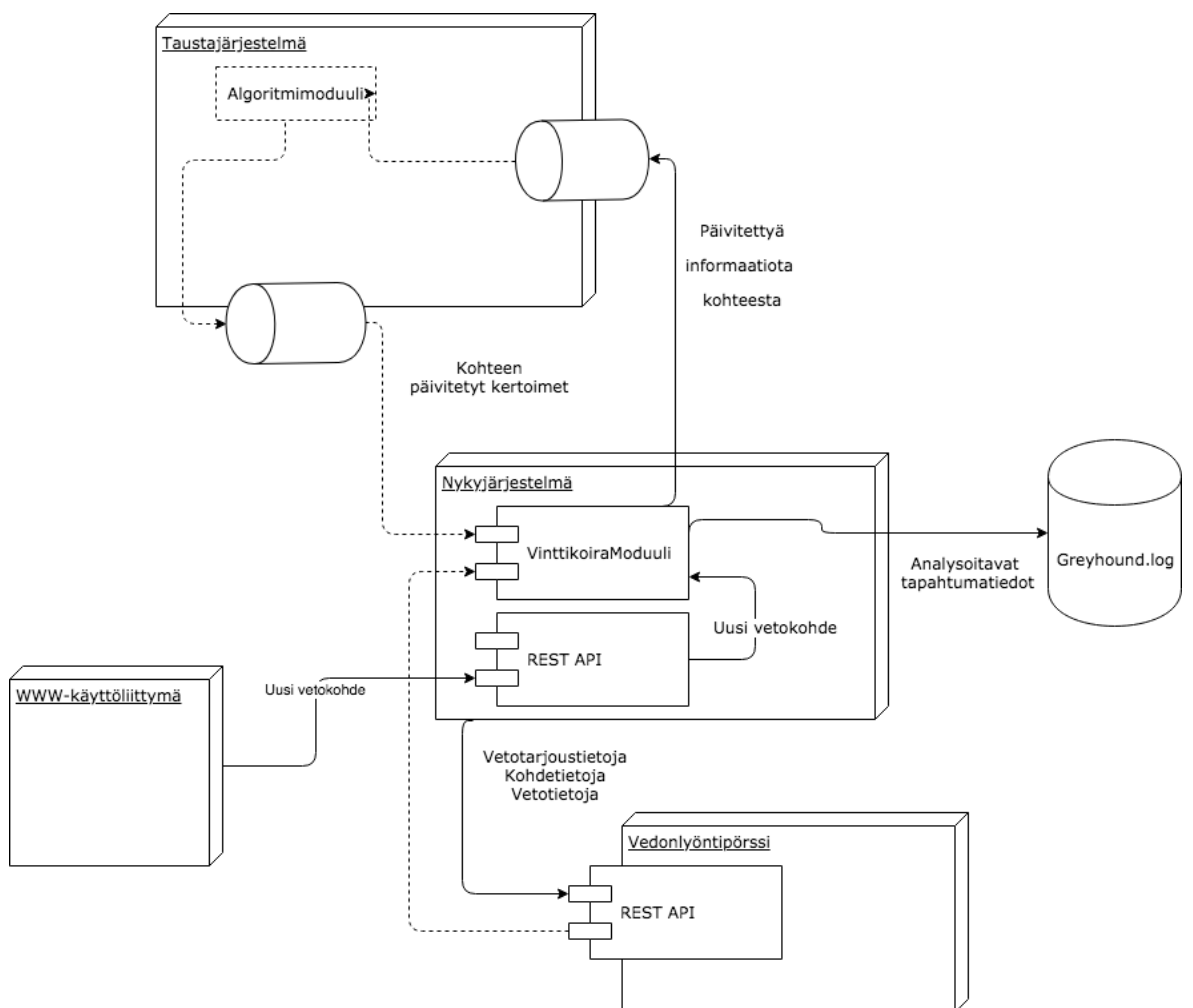 Taustajärjestelmä
Algoritmimoduuli
Päivitettyä
informaatiota
kohteesta
Kohteen
päivitetyt kertoimet
Nykyjärjestelmä
VinttikoiraModuuli
Analysoitavat
tapahtumatiedot
Greyhound.log
Uusi vetokohde
REST API
WWW-käyttöliittymä
Uusi vetokohde
Vetotarjoustietoja
Kohdetietoja
Vetotietoja
Vedonlyöntipörssi
REST API